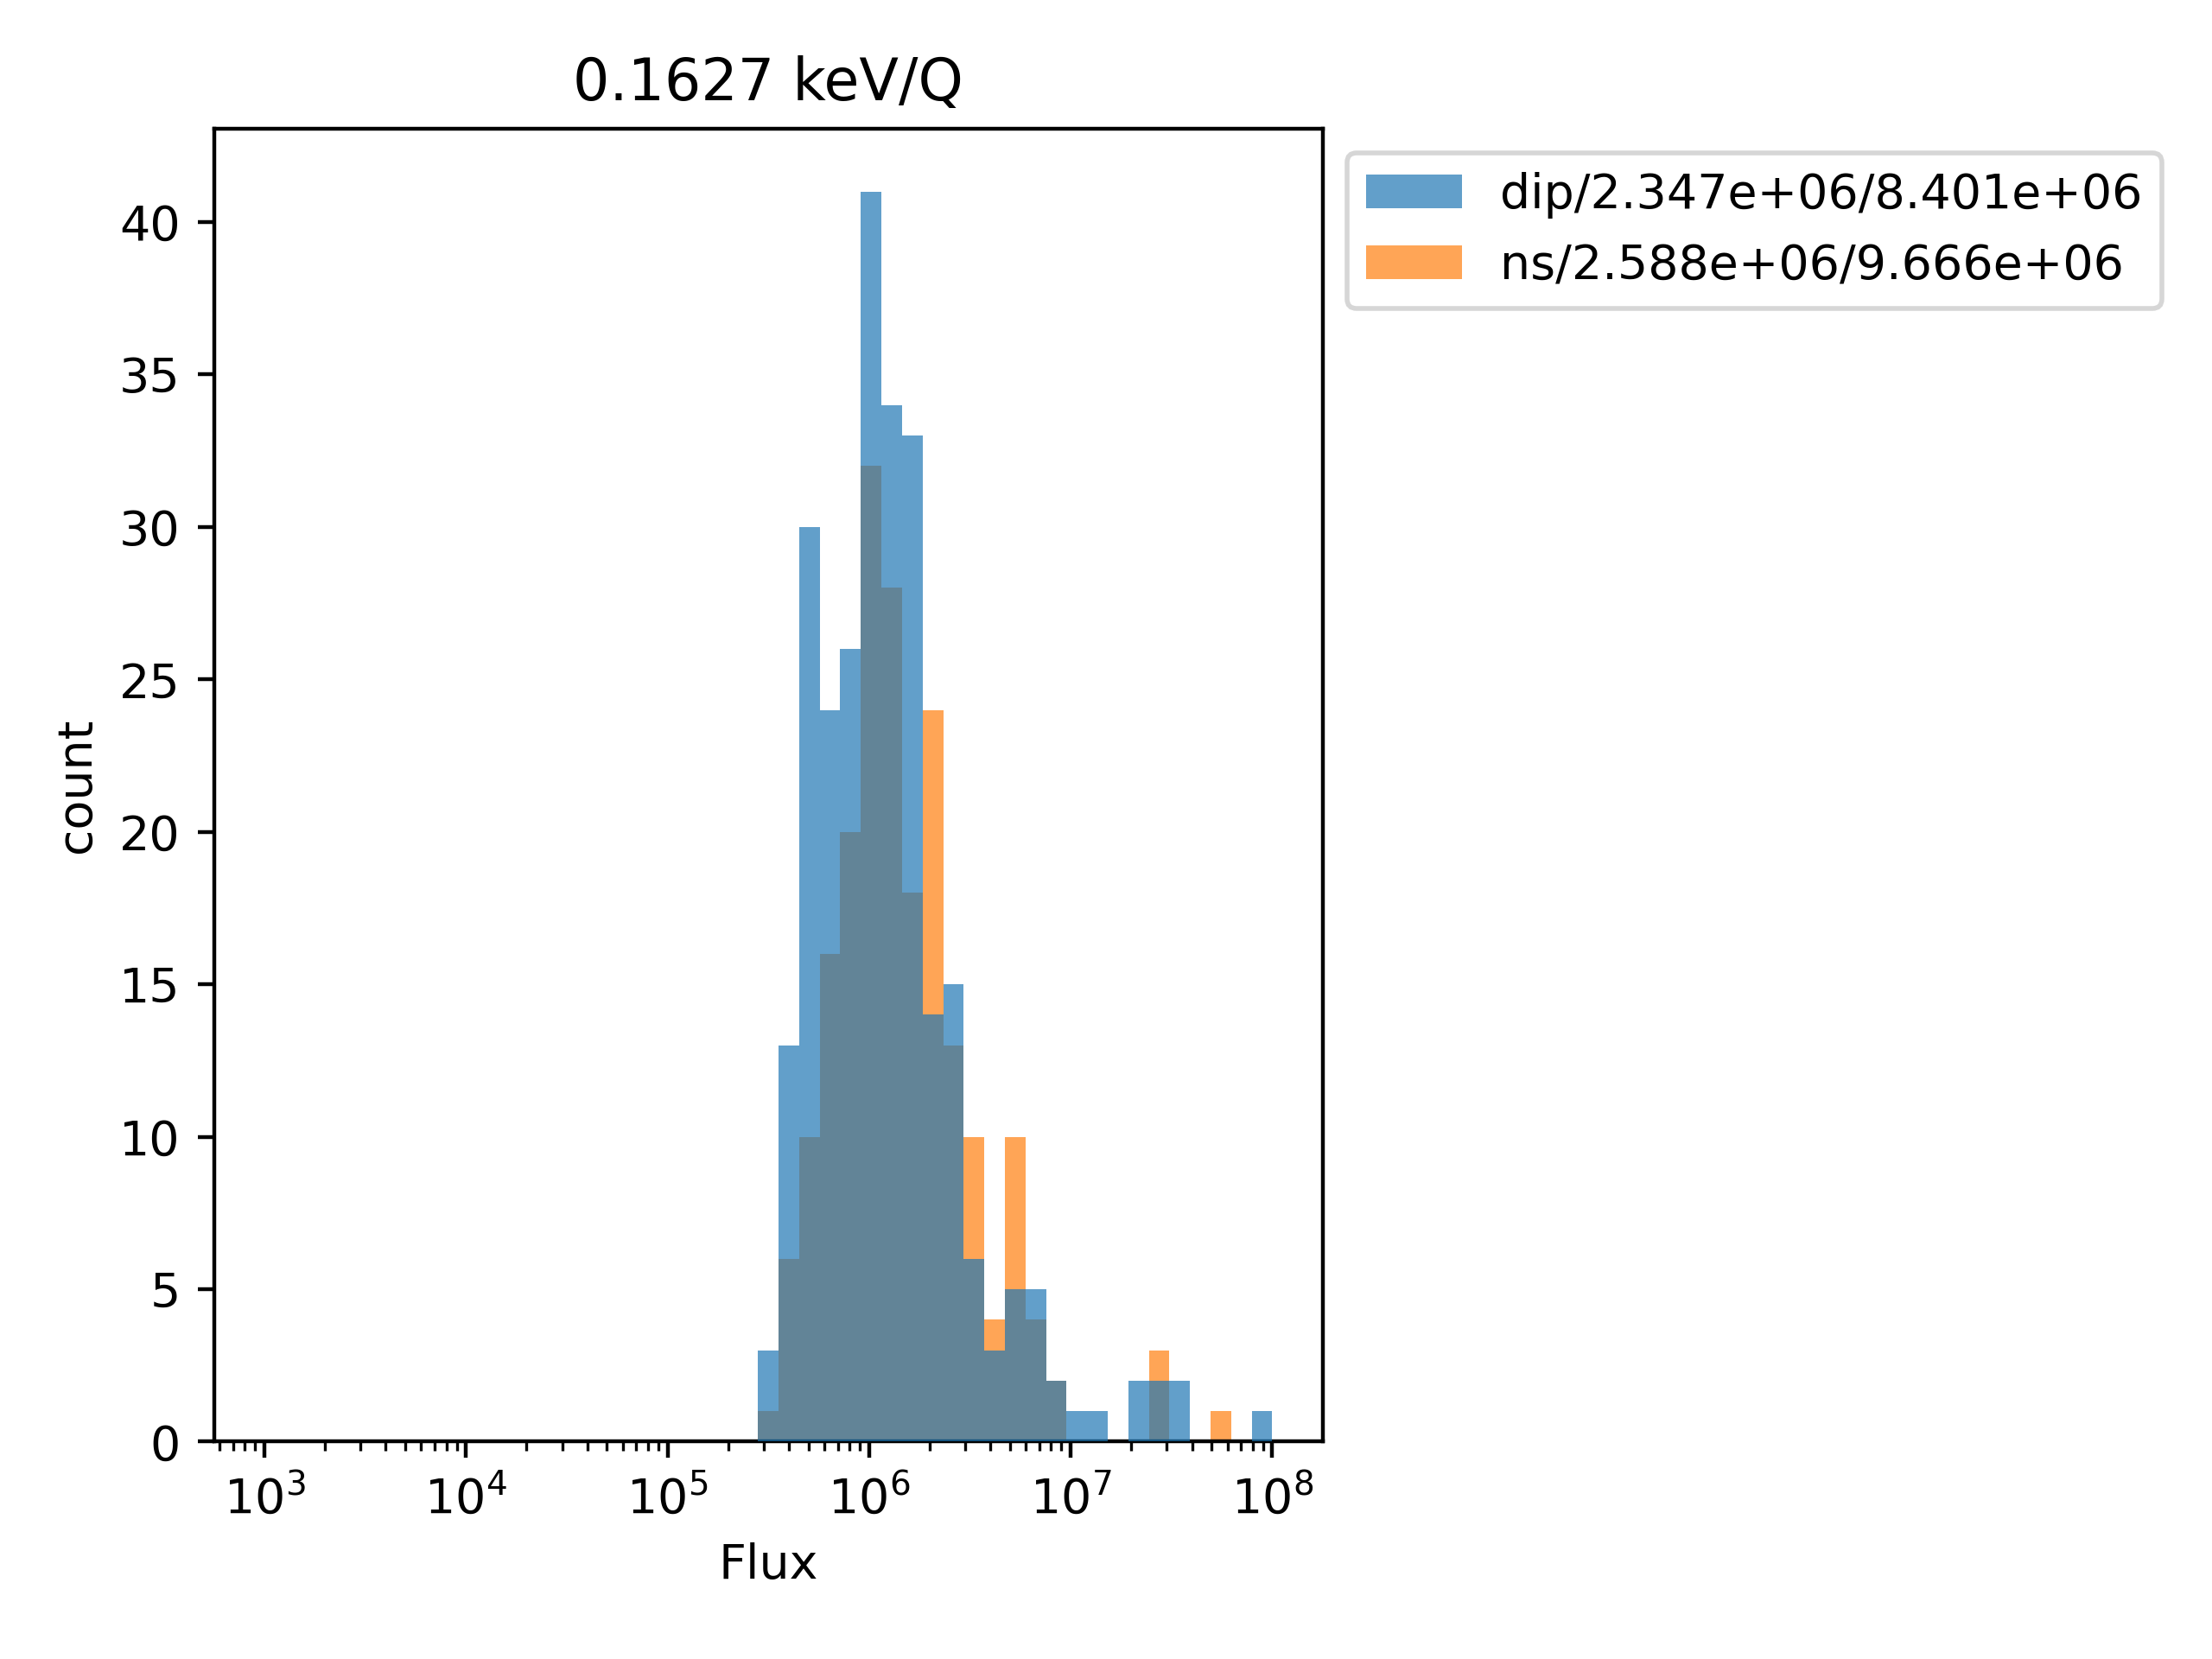 0.1627 keV/Q
dip/2.347e+06/8.401e+06
ns/2.588e+06/9.666e+06
40
35
30
25
20
15
10
5
0
count
10³ 10⁴ 10⁵ 10⁶ 10⁷ 10⁸
Flux